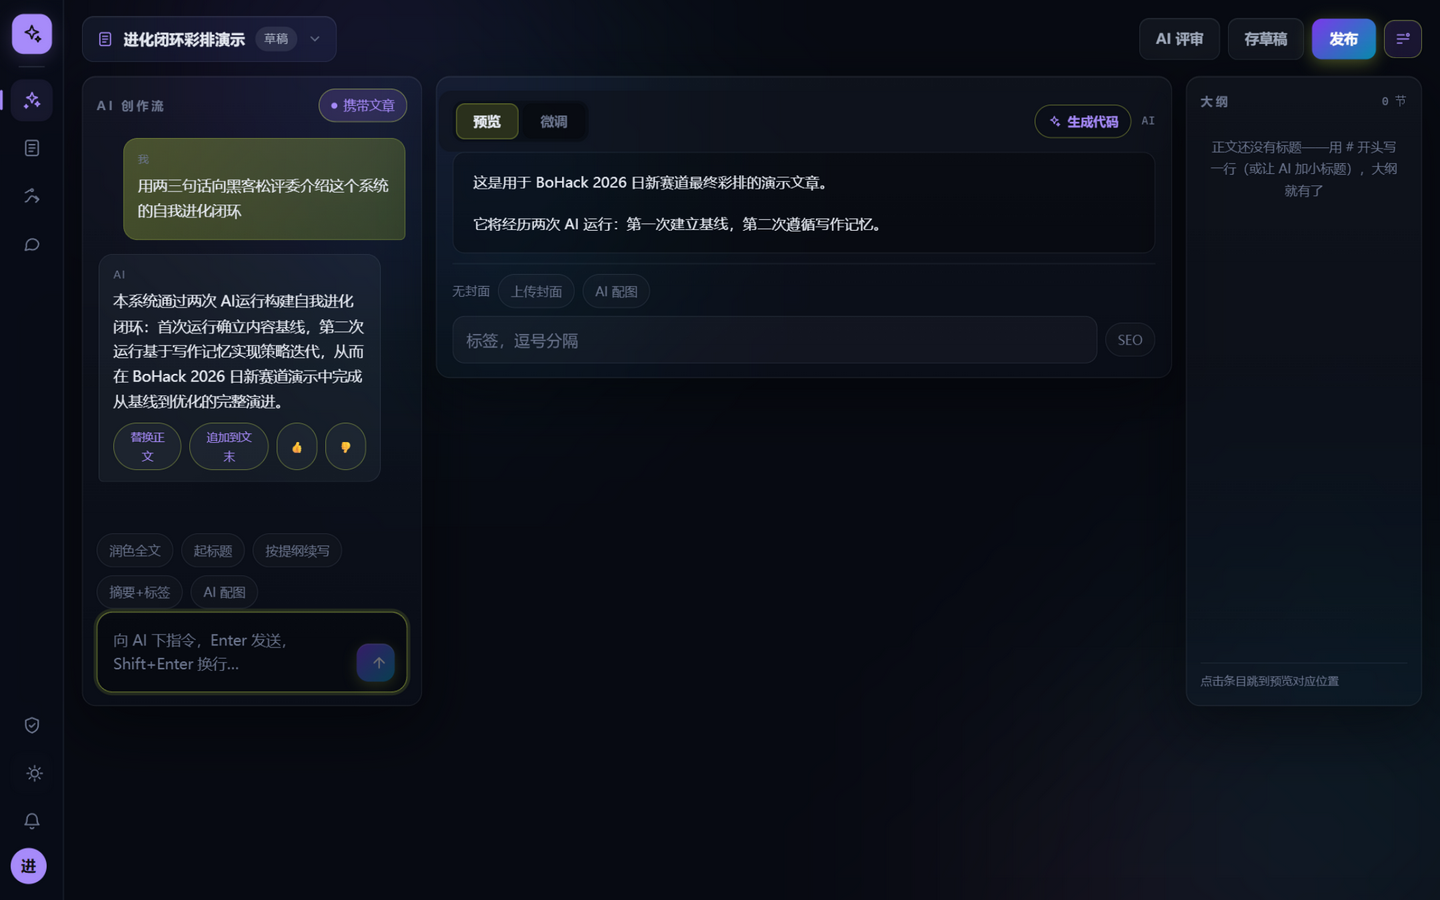 进化闭环彩排演示
草稿
AI 评审
存草稿
发布
AI 创作流
携带文章
我
用两三句话向黑客松评委介绍这个系统
的自我进化闭环
AI
本系统通过两次 AI运行构建自我进化
闭环：首次运行确立内容基线，第二次
运行基于写作记忆实现策略迭代，从而
在 BoHack 2026 日新赛道演示中完成
从基线到优化的完整演进。
替换正
文
追加到文
末
👍
👎
润色全文
起标题
按提纲续写
摘要+标签
AI 配图
向 AI 下指令，Enter 发送，
Shift+Enter 换行...
预览
微调
生成代码
AI
这是用于 BoHack 2026 日新赛道最终彩排的演示文章。
它将经历两次 AI 运行：第一次建立基线，第二次遵循写作记忆。
无封面
上传封面
AI 配图
标签，逗号分隔
SEO
大纲
0 节
正文还没有标题——用 # 开头写
一行（或让 AI 加小标题），大纲
就有了
点击条目跳到预览对应位置
进